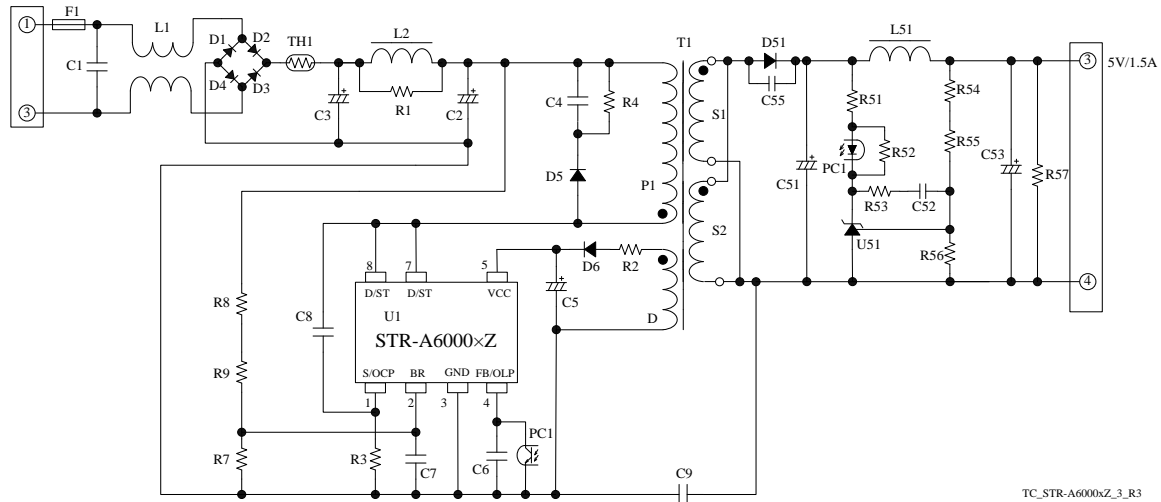 1
F1
L1
C1
3
D1
D2
D4
D3
TH1
L2
C3
R1
C2
C4
R4
D5
P1
T1
S1
S2
D51
C55
L51
3
5V/1.5A
R51
R54
PC1
R52
R55
C51
C53
R57
R53
C52
U51
R56
4
8
7
5
D/ST
D/ST
VCC
U1
STR-A6000×Z
S/OCP
BR
GND
FB/OLP
1
2
3
4
D6
R2
C5
D
R8
C8
R9
R7
R3
C7
C6
PC1
C9
TC_STR-A6000xZ_3_R3